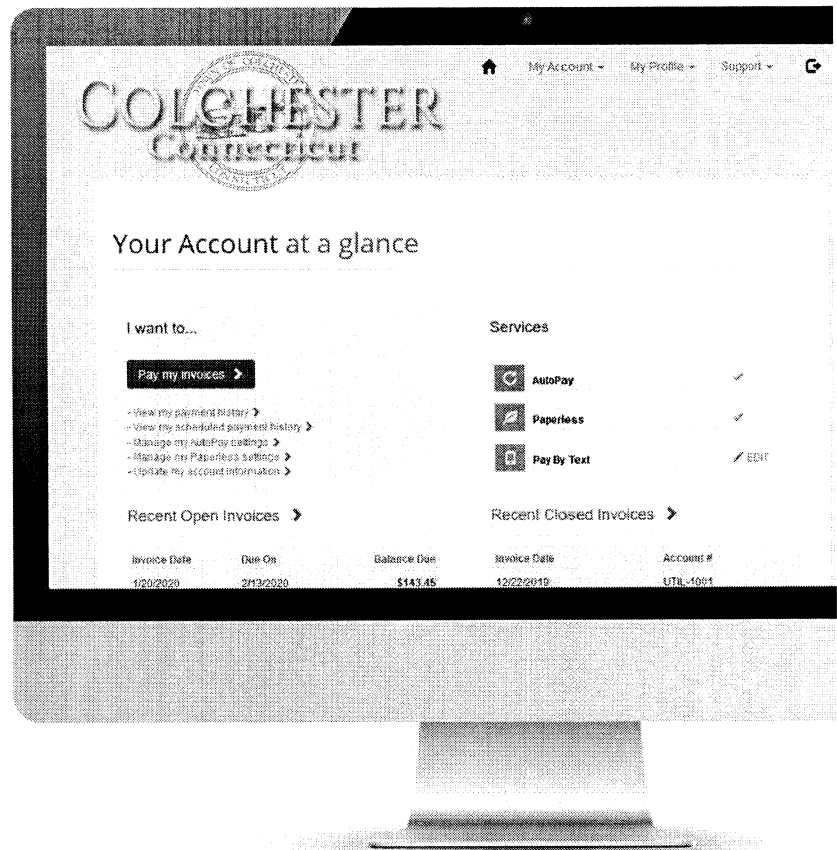 COLCHESTER
Connecticut
CONNECTICUT
My Account
My Profile
Support
Your Account at a glance
I want to...
Pay my invoices
- View my payment history
- View my scheduled payment history
- Manage my AutoPay settings
- Manage my Paperless settings
- Update my account information
Services
AutoPay
Paperless
Pay By Text
EDIT
Recent Open Invoices
Invoice Date Due On Balance Due
1/20/2020 2/13/2020 $143.45
Recent Closed Invoices
Invoice Date Account #
12/22/2019 UTIL-1001